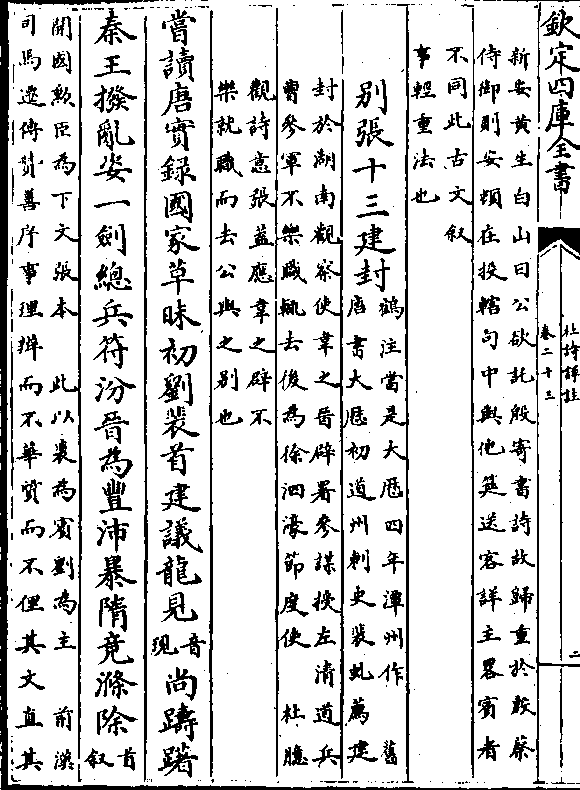 欽定四庫全書
杜詩詳註
卷二十三
二
新安黄生白山曰公欲託殷寄書詩故歸重於較蔡
侍御則安頓在投轄句中與他筵送客詳主畧賓者
不同此古文叙
事輕重法也
别張十三建封
鶴注當是大厯四年潭州作 舊
唐書大厯初道州刺史裴虬薦建
封於湖南觀察使韋之晉辟署參謀授左清道兵
曹參軍不樂職輒去後為徐泗濠節度使 杜臆
觀詩意張蓋應韋之辟不
樂就職而去公與之别也
嘗讀唐實録國家草昧初劉裴首建議龍見音現尚躊躇
秦王撥亂姿一劍總兵符汾晉為豐沛暴隋竟滌除首叙
開國勲臣為下文張本 此以裴為賓劉為主 前漢
司馬遷傳贊善序事理辨而不華質而不俚其文直其